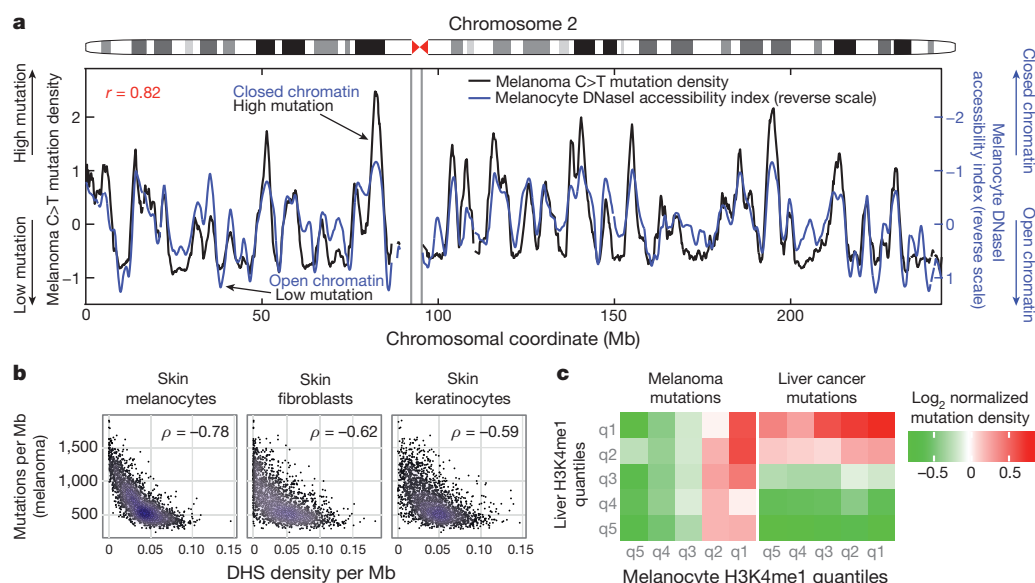 a
Chromosome 2
High mutation
Low mutation
Melanoma C>T mutation density
2
1
0
−1
r = 0.82
Closed chromatin
High mutation
Open chromatin
Low mutation
Melanoma C>T mutation density
Melanocyte DNaseI accessibility index (reverse scale)
−2
−1
0
1
Melanocyte DNaseI
accessibility index (reverse scale)
Closed chromatin
Open chromatin
0
50
100
150
200
Chromosomal coordinate (Mb)
b
Skin
melanocytes
Skin
fibroblasts
Skin
keratinocytes
Mutations per Mb
(melanoma)
1,500
1,000
500
ρ = −0.78
ρ = −0.62
ρ = −0.59
0 0.05 0.10 0.15
0 0.05 0.10 0.15
0 0.05 0.10 0.15
DHS density per Mb
c
Melanoma
mutations
Liver cancer
mutations
Liver H3K4me1
quantiles
q1
q2
q3
q4
q5
q5 q4 q3 q2 q1
q5 q4 q3 q2 q1
Melanocyte H3K4me1 quantiles
Log2 normalized
mutation density
−0.5 0 0.5